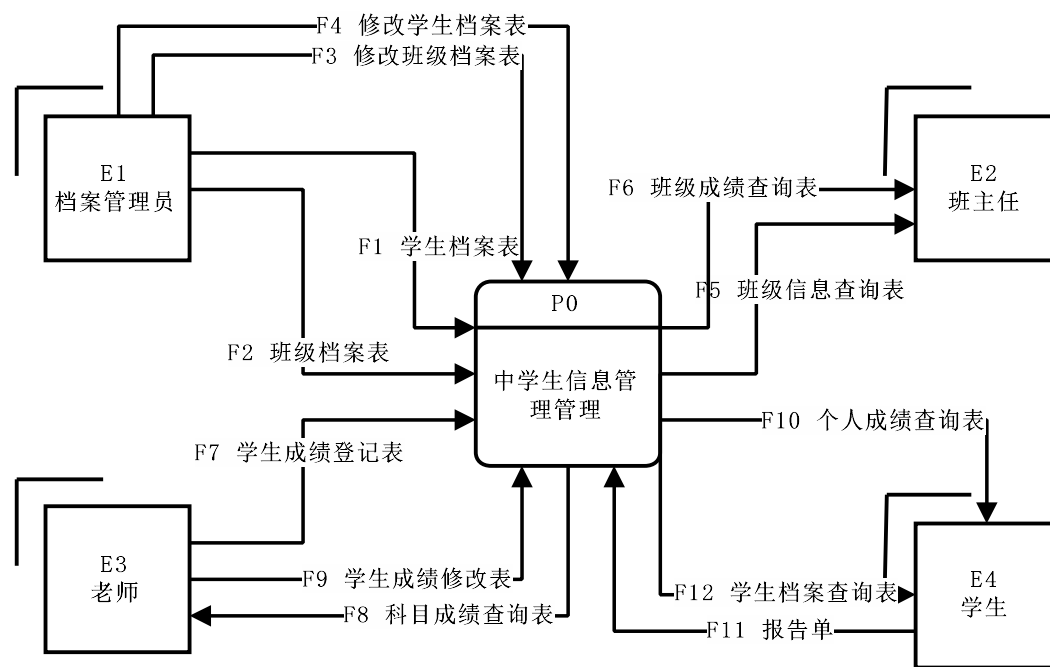 F4 修改学生档案表
F3 修改班级档案表
E1
档案管理员
E2
班主任
F6 班级成绩查询表
F1 学生档案表
F5 班级信息查询表
P0
F2 班级档案表
中学生信息管
理管理
F10 个人成绩查询表
F7 学生成绩登记表
E3
老师
F9 学生成绩修改表
F8 科目成绩查询表
F12 学生档案查询表
E4
学生
F11 报告单